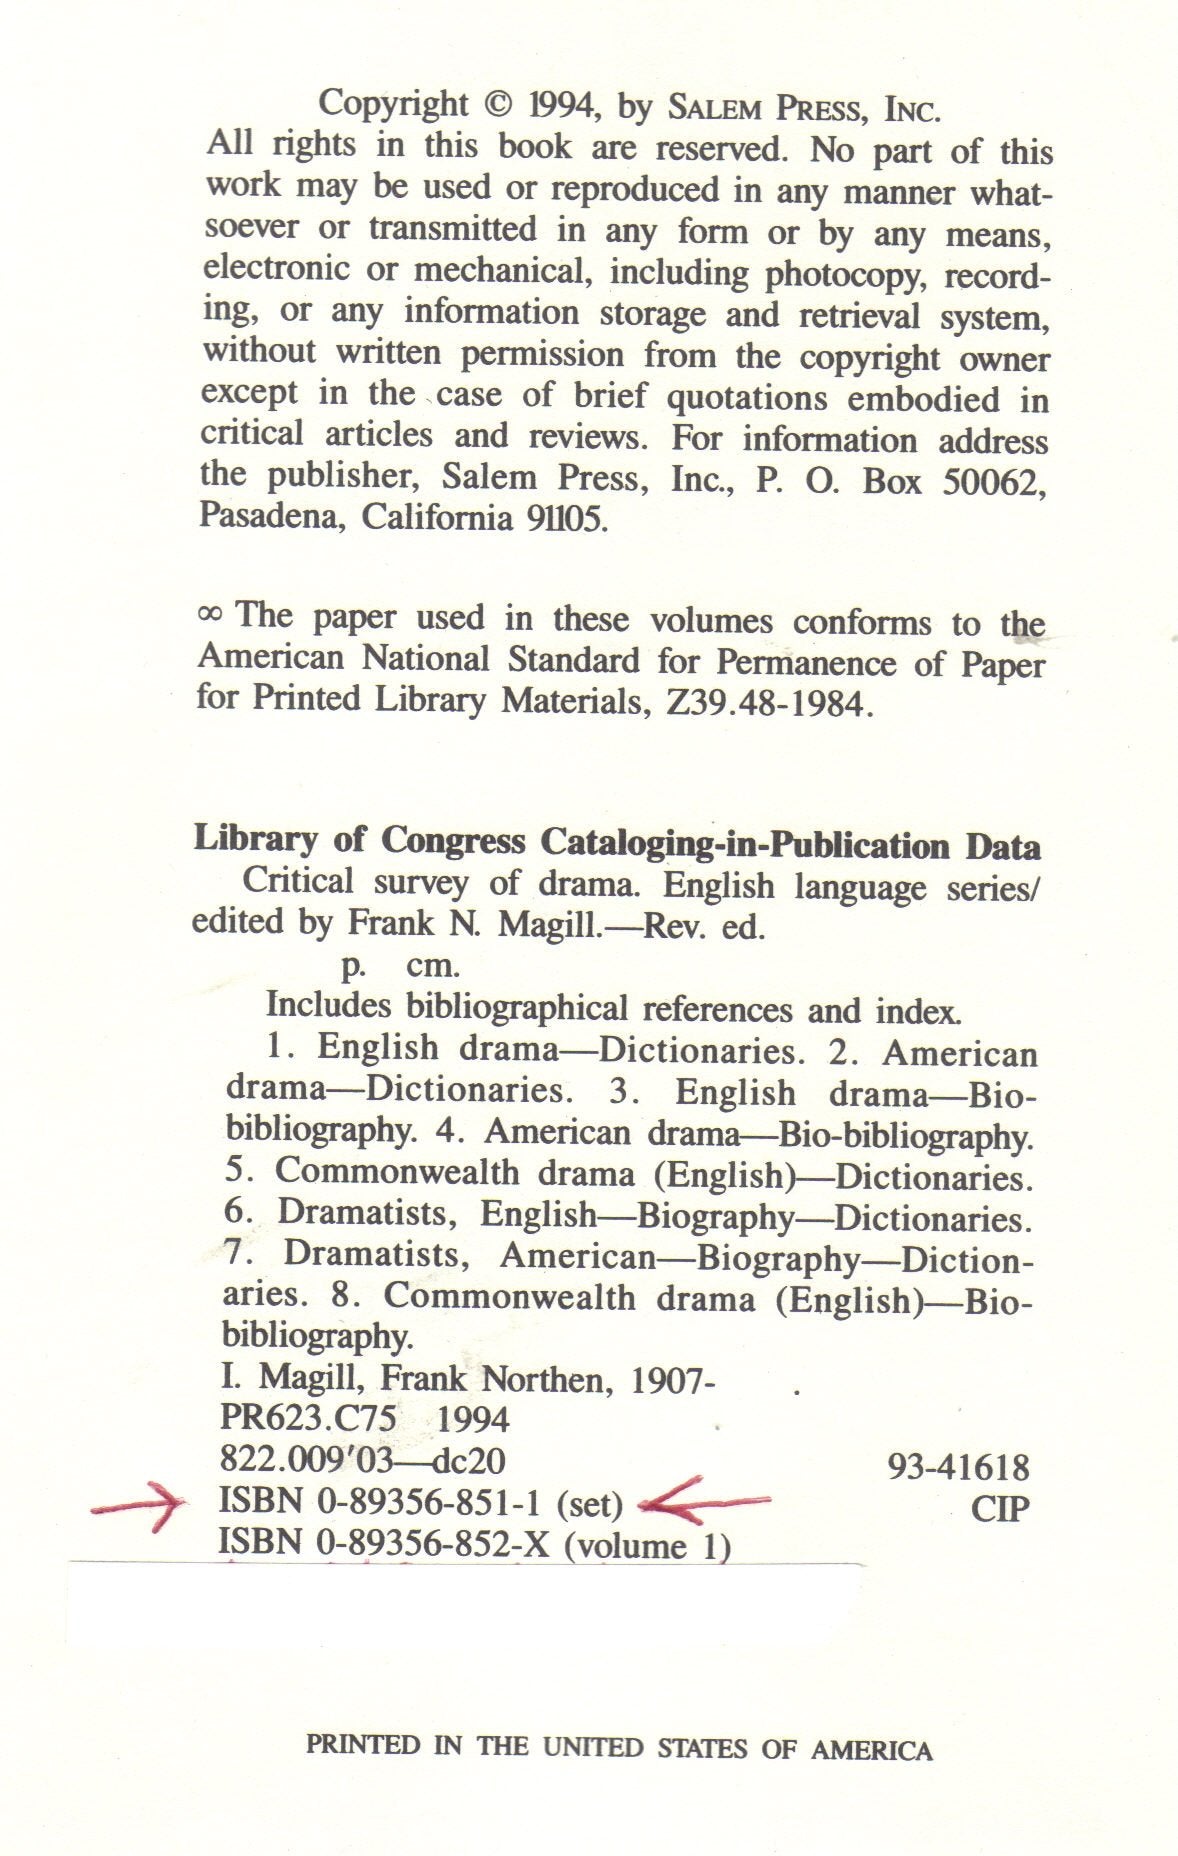 Copyright © 1994, by SALEM PRESS, INC.
All rights in this book are reserved. No part of this
work may be used or reproduced in any manner what-
soever or transmitted in any form or by any means,
electronic or mechanical, including photocopy, record-
ing, or any information storage and retrieval system,
without written permission from the copyright owner
except in the case of brief quotations embodied in
critical articles and reviews. For information address
the publisher, Salem Press, Inc., P. O. Box 50062,
Pasadena, California 91105.
∞ The paper used in these volumes conforms to the
American National Standard for Permanence of Paper
for Printed Library Materials, Z39.48-1984.
Library of Congress Cataloging-in-Publication Data
Critical survey of drama. English language series/
edited by Frank N. Magill.—Rev. ed.
p. cm.
Includes bibliographical references and index.
1. English drama—Dictionaries. 2. American
drama—Dictionaries. 3. English drama—Bio-
bibliography. 4. American drama—Bio-bibliography.
5. Commonwealth drama (English)—Dictionaries.
6. Dramatists, English—Biography—Dictionaries.
7. Dramatists, American—Biography—Diction-
aries. 8. Commonwealth drama (English)—Bio-
bibliography.
I. Magill, Frank Northen, 1907-
PR623.C75 1994
822.009′03—dc20 93-41618
ISBN 0-89356-851-1 (set) CIP
ISBN 0-89356-852-X (volume 1)
PRINTED IN THE UNITED STATES OF AMERICA